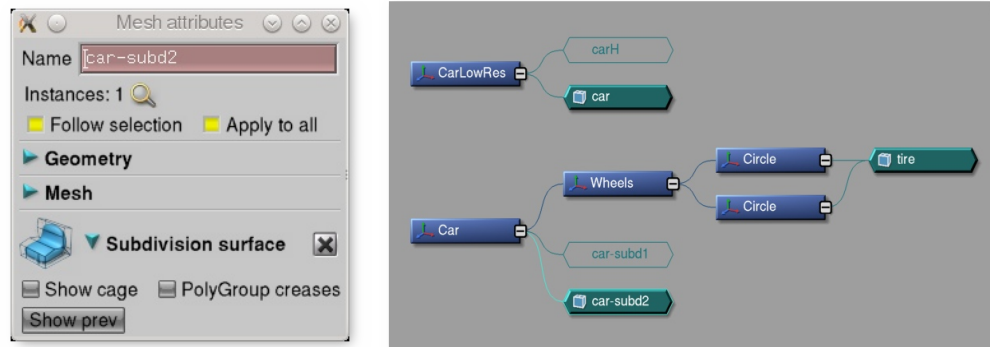 Mesh attributes
Name car-subd2
Instances: 1
Follow selection Apply to all
Geometry
Mesh
Subdivision surface
Show cage PolyGroup creases
Show prev
carH
CarLowRes
car
Circle
tire
Wheels
Circle
Car
car-subd1
car-subd2